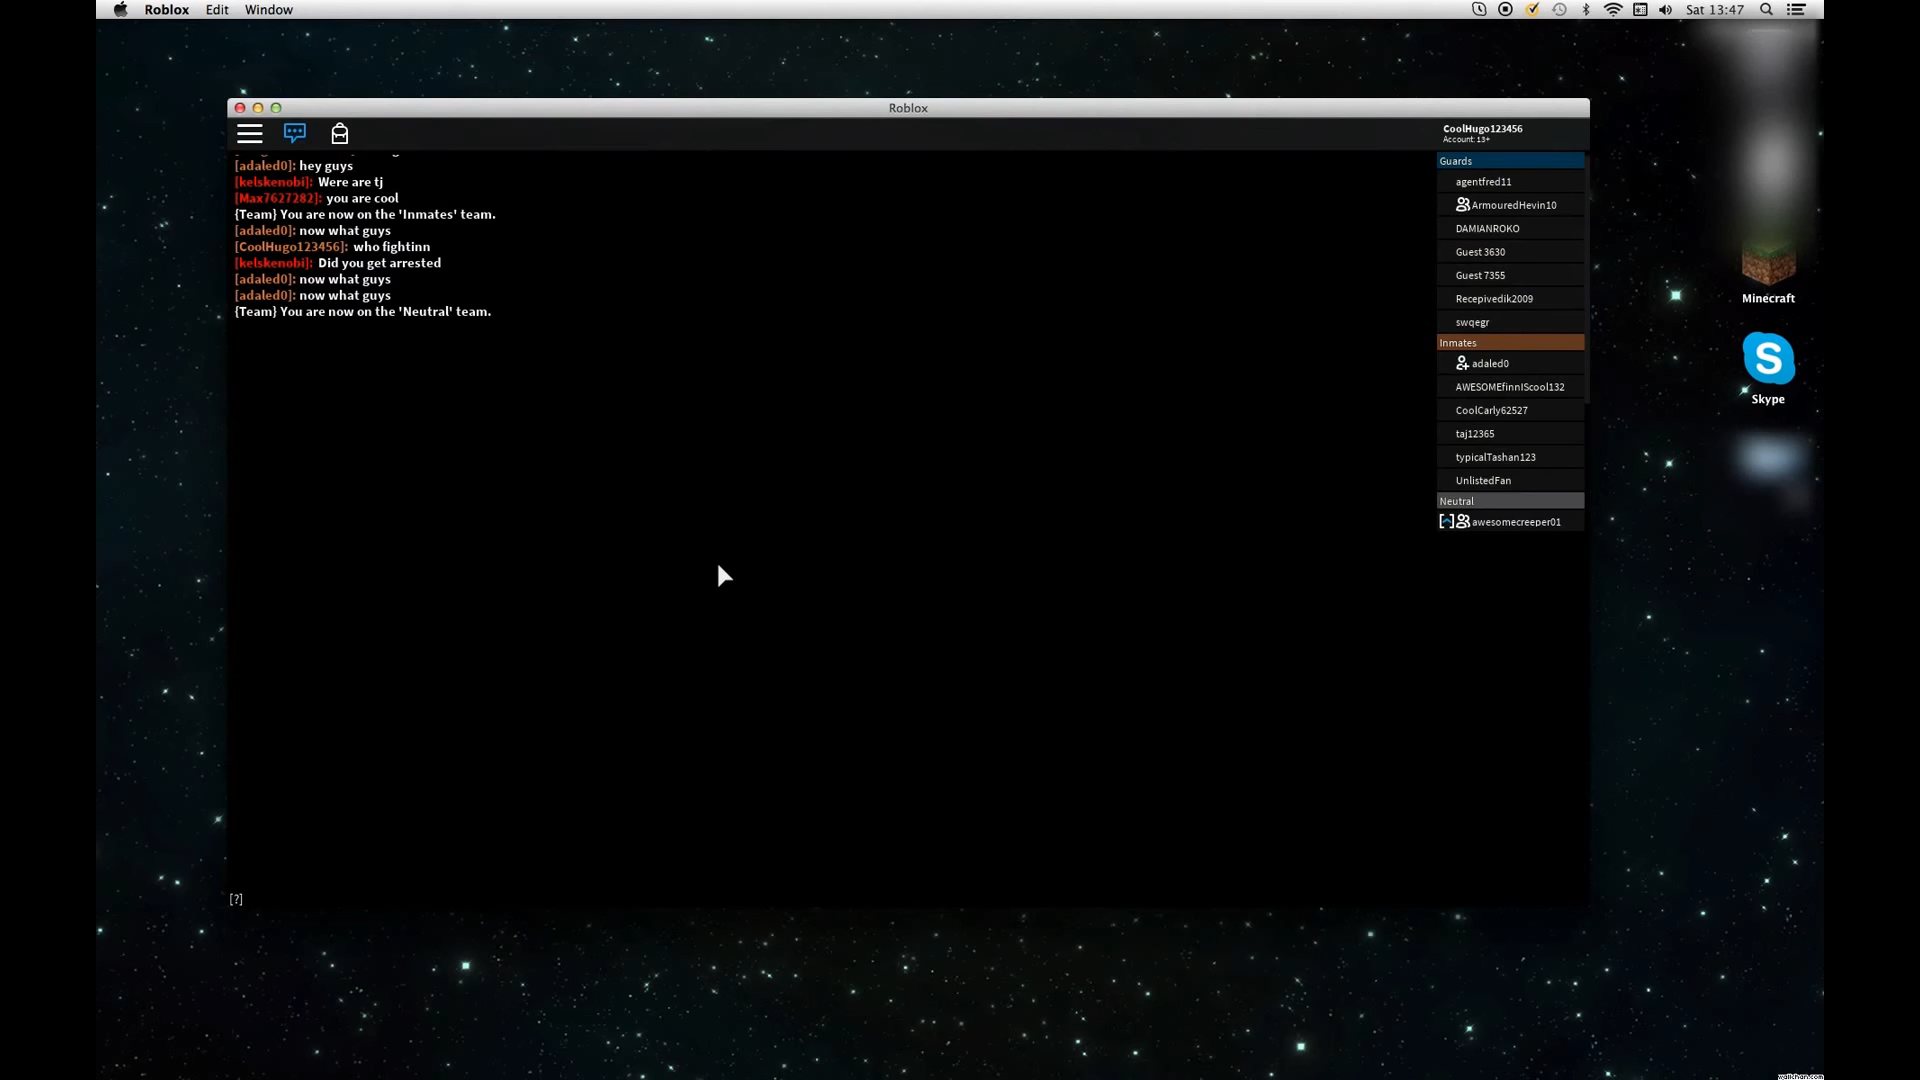 Roblox Edit Window
Sat 13:47
Roblox
CoolHugo123456
Account: 13+
[adaled0]: hey guys
[kelskenobi]: Were are tj
[Max7627282]: you are cool
{Team} You are now on the 'Inmates' team.
[adaled0]: now what guys
[CoolHugo123456]: who fightinn
[kelskenobi]: Did you get arrested
[adaled0]: now what guys
[adaled0]: now what guys
{Team} You are now on the 'Neutral' team.
[?]
Guards
agentfred11
ArmouredHevin10
DAMIANROKO
Guest 3630
Guest 7355
Recepivedik2009
swqegr
Inmates
adaled0
AWESOMEfinnIScool132
CoolCarly62527
taj12365
typicalTashan123
UnlistedFan
Neutral
awesomecreeper01
Minecraft
S
Skype
wallchan.com